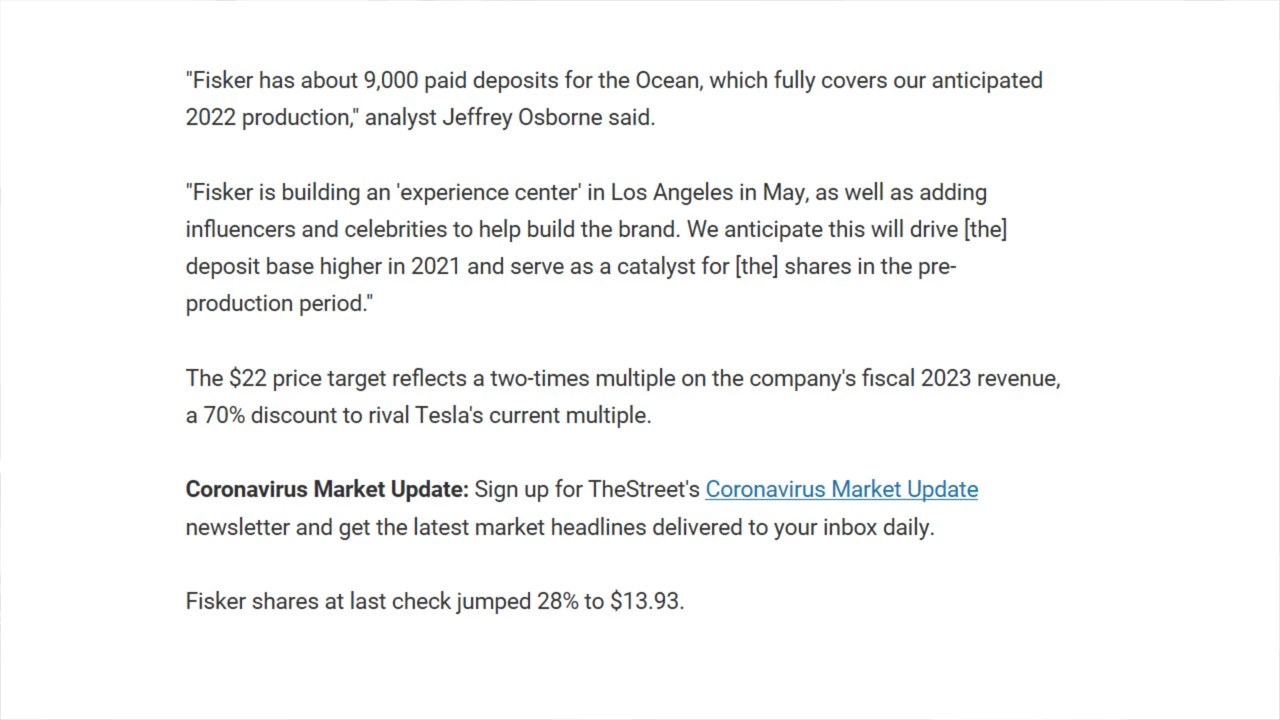 "Fisker has about 9,000 paid deposits for the Ocean, which fully covers our anticipated
2022 production," analyst Jeffrey Osborne said.
"Fisker is building an 'experience center' in Los Angeles in May, as well as adding
influencers and celebrities to help build the brand. We anticipate this will drive [the]
deposit base higher in 2021 and serve as a catalyst for [the] shares in the pre-
production period."
The $22 price target reflects a two-times multiple on the company's fiscal 2023 revenue,
a 70% discount to rival Tesla's current multiple.
Coronavirus Market Update: Sign up for TheStreet's Coronavirus Market Update
newsletter and get the latest market headlines delivered to your inbox daily.
Fisker shares at last check jumped 28% to $13.93.